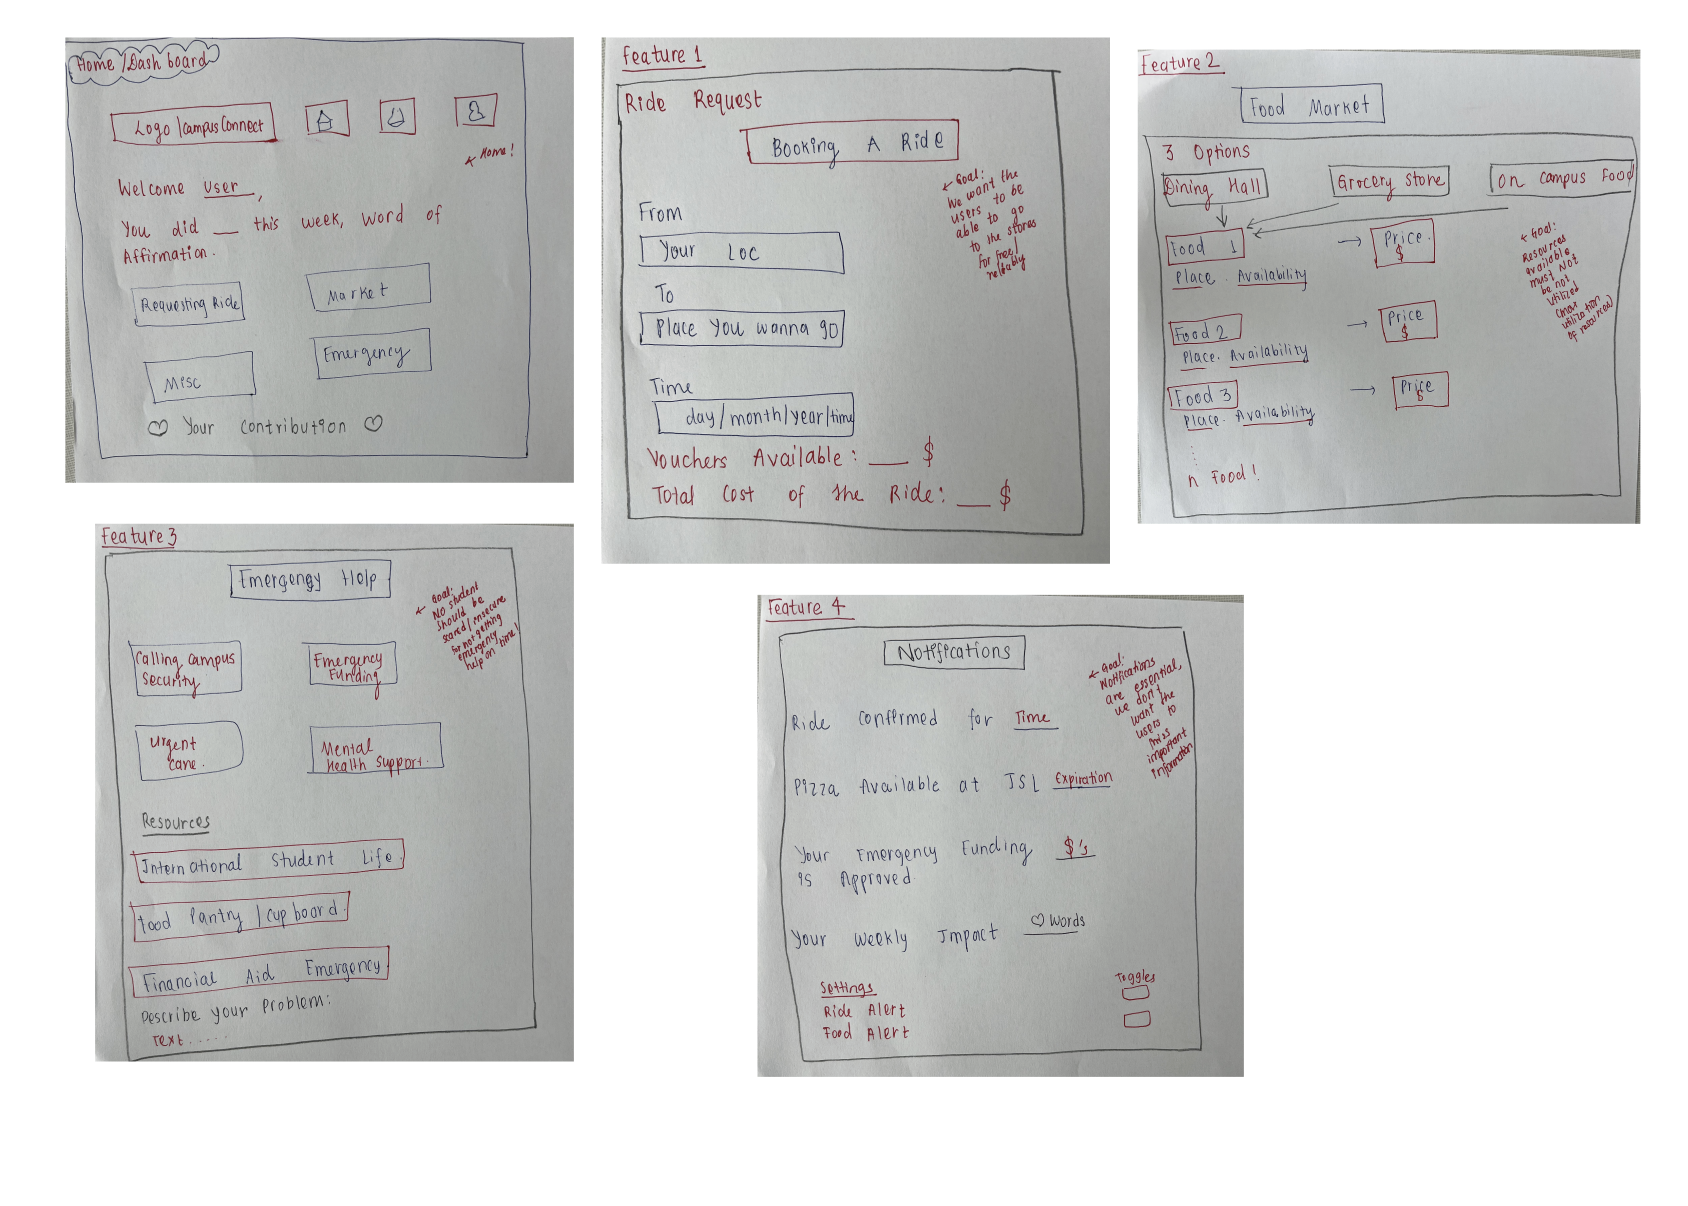 Home /Dash board
Logo /campus Connect
← Home!
Welcome User,
You did __ this week, word of
Affirmation.
Requesting Ride
Market
Misc
Emergency
♡ Your Contribution ♡
Feature 1
Ride Request
Booking A Ride
← Goal:
We want the
users to be
able to go
to the stores
for free/
reliably
From
Your Loc
To
Place You wanna go
Time
day/month/year/time
Vouchers Available: __ $
Total Cost of the Ride: __ $
Feature 2
Food Market
3 Options
Dining Hall
Grocery Store
On Campus Food
Food 1
→ Price.
$
Place. Availability
← Goal:
Resources
available
must Not
be not
utilized
(max
utilization
of resources)
Food 2
→ Price
$
Place. Availability
Food 3
→ Price
$
Place. Availability
n Food!
Feature 3
Emergency Help
← Goal:
NO student
should be
scared/insecure
for not getting
emergency
help on time!
Calling Campus
Security
Emergency
Funding
Urgent
Care.
Mental
Health Support.
Resources
International Student Life.
Food Pantry /Cupboard.
Financial Aid Emergency
Describe your Problem:
Text.....
Feature 4
Notifications
← Goal:
Notifications
are essential,
we don't
want the
users to
miss
important
information
Ride Confirmed for Time
Pizza Available at JSL Expiration
Your Emergency Funding $'s
is Approved
Your Weekly Impact ♡ Words
Settings
Toggles
Ride Alert
Food Alert